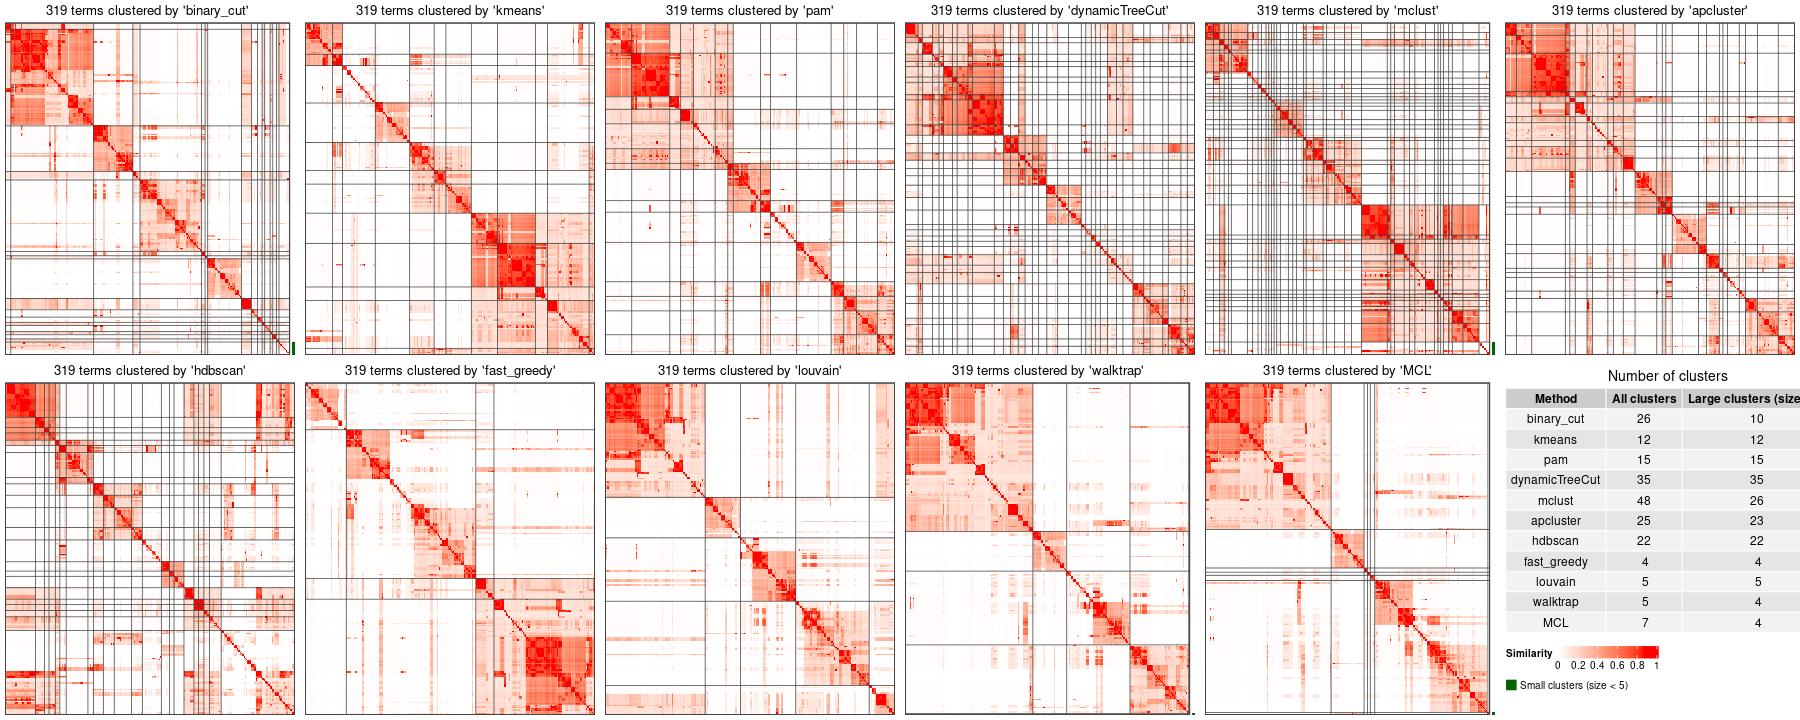 319 terms clustered by 'binary_cut'
319 terms clustered by 'kmeans'
319 terms clustered by 'pam'
319 terms clustered by 'dynamicTreeCut'
319 terms clustered by 'mclust'
319 terms clustered by 'apcluster'
319 terms clustered by 'hdbscan'
319 terms clustered by 'fast_greedy'
319 terms clustered by 'louvain'
319 terms clustered by 'walktrap'
319 terms clustered by 'MCL'
Number of clusters
Method All clusters Large clusters (size
binary_cut 26 10
kmeans 12 12
pam 15 15
dynamicTreeCut 35 35
mclust 48 26
apcluster 25 23
hdbscan 22 22
fast_greedy 4 4
louvain 5 5
walktrap 5 4
MCL 7 4
Similarity 0 0.2 0.4 0.6 0.8 1
Small clusters (size < 5)